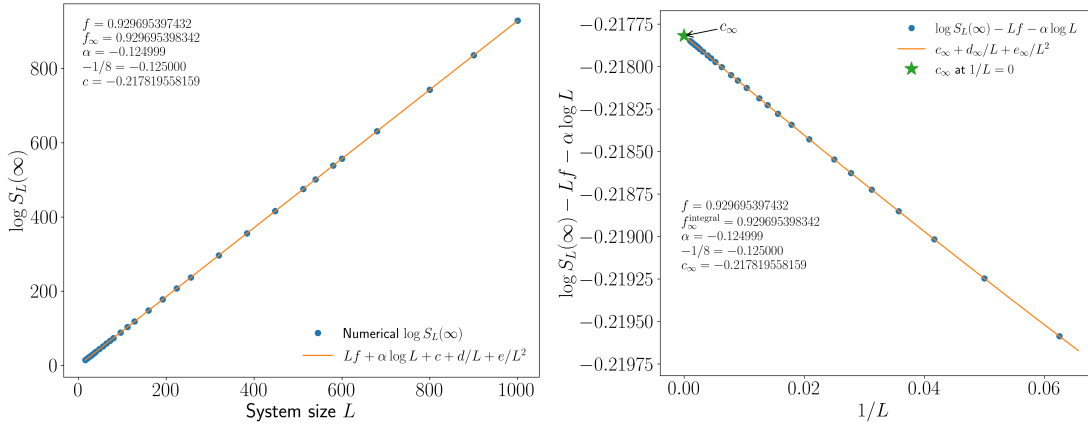 f = 0.929695397432
f∞ = 0.929695398342
α = −0.124999
−1/8 = −0.125000
c = −0.217819558159
log S_L(∞)
800
600
400
200
0
Numerical log S_L(∞)
Lf + α log L + c + d/L + e/L²
0 200 400 600 800 1000
System size L
log S_L(∞) − Lf − α log L
−0.21775
−0.21800
−0.21825
−0.21850
−0.21875
−0.21900
−0.21925
−0.21950
−0.21975
c∞
log S_L(∞) − Lf − α log L
c∞ + d∞/L + e∞/L²
c∞ at 1/L = 0
f = 0.929695397432
f∞^integral = 0.929695398342
α = −0.124999
−1/8 = −0.125000
c∞ = −0.217819558159
0.00 0.02 0.04 0.06
1/L